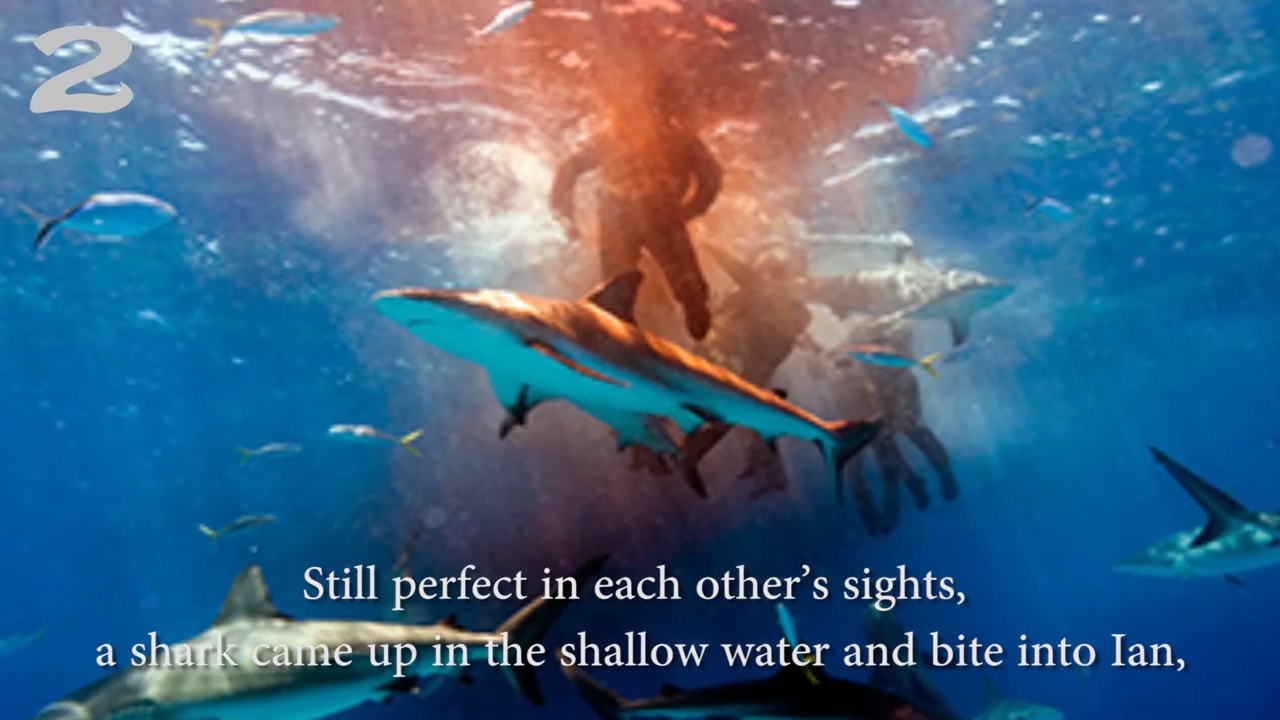 2
Still perfect in each other’s sights,
a shark came up in the shallow water and bite into Ian,